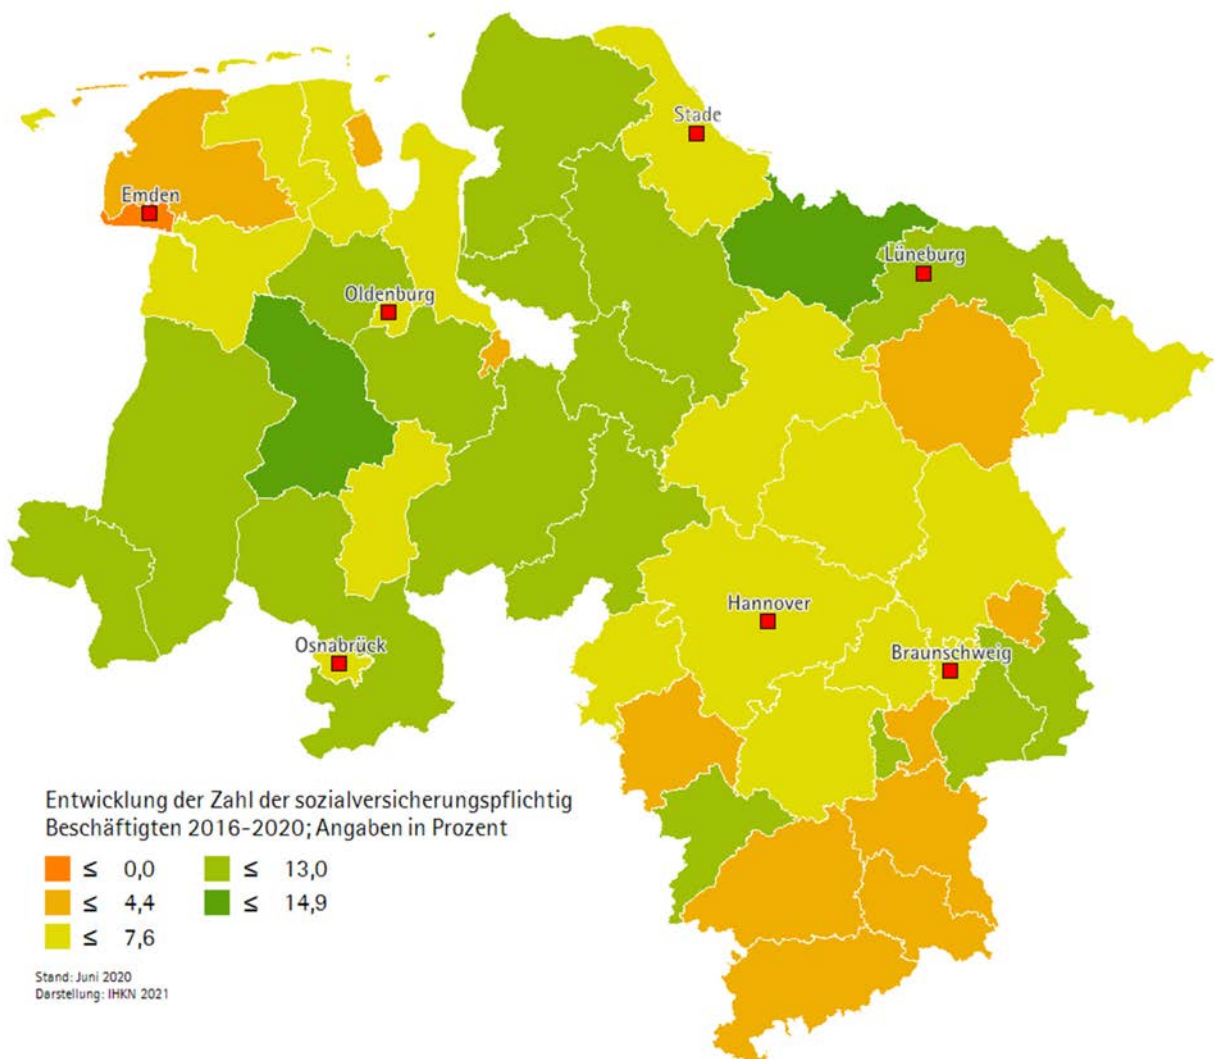 Stade
Emden
Lüneburg
Oldenburg
Hannover
Osnabrück
Braunschweig
Entwicklung der Zahl der sozialversicherungspflichtig
Beschäftigten 2016-2020; Angaben in Prozent
≤ 0,0
≤ 13,0
≤ 4,4
≤ 14,9
≤ 7,6
Stand: Juni 2020
Darstellung: IHKN 2021